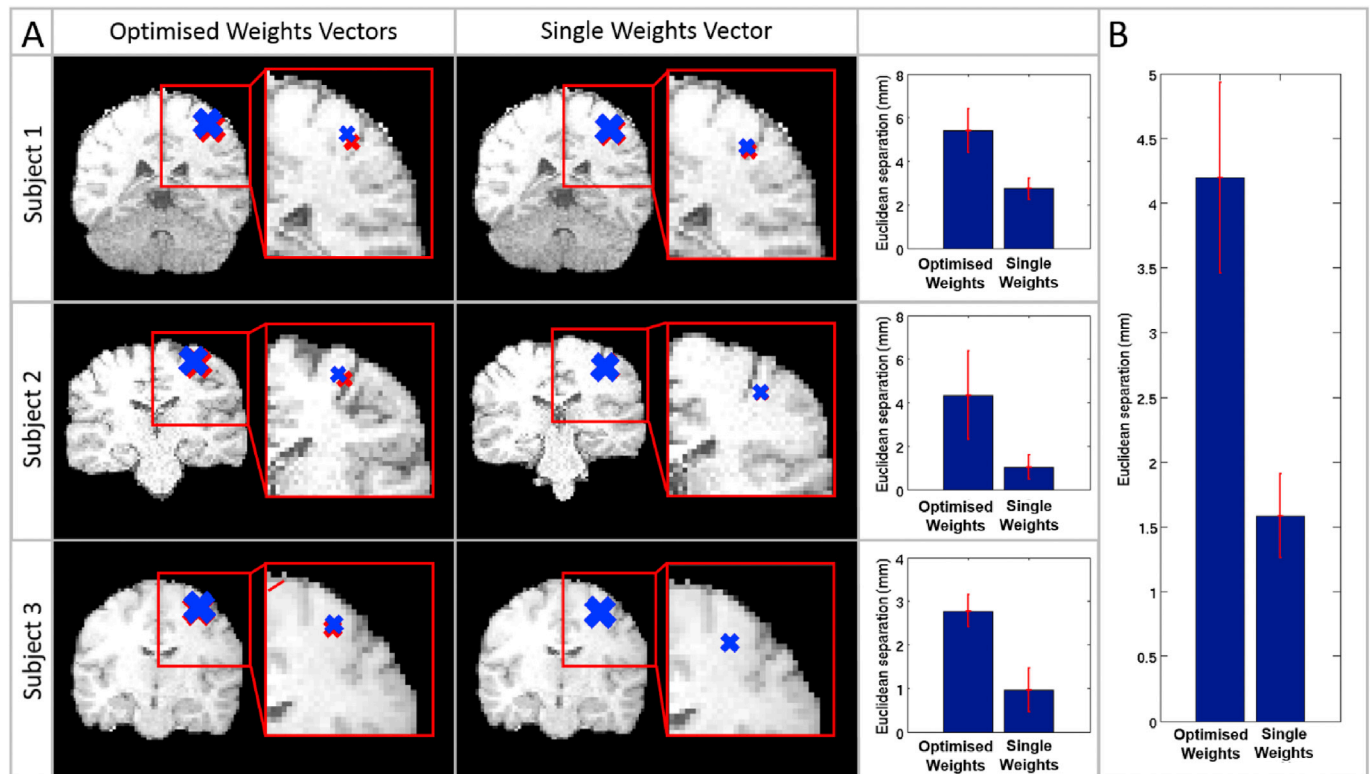 A
Optimised Weights Vectors
Single Weights Vector
B
Subject 1
Euclidean separation (mm)
8
6
4
2
0
Optimised
Weights
Single
Weights
Subject 2
Euclidean separation (mm)
8
6
4
2
0
Optimised
Weights
Single
Weights
Subject 3
Euclidean separation (mm)
4
3
2
1
0
Optimised
Weights
Single
Weights
Euclidean separation (mm)
5
4.5
4
3.5
3
2.5
2
1.5
1
0.5
0
Optimised
Weights
Single
Weights